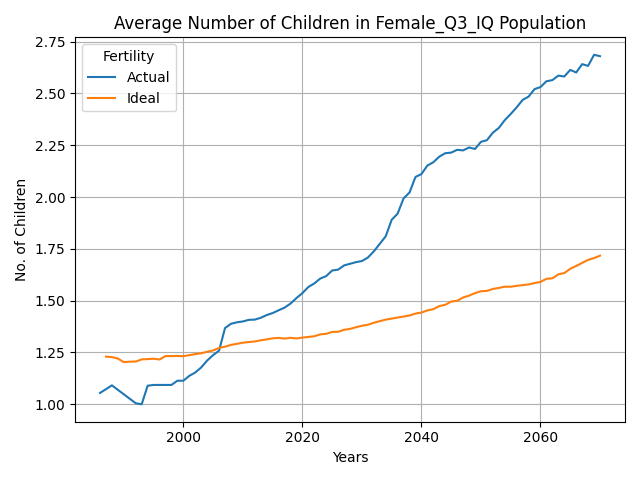 Average Number of Children in Female_Q3_IQ Population
2.75
2.50
2.25
2.00
1.75
1.50
1.25
1.00
No. of Children
Fertility
Actual
Ideal
2000
2020
2040
2060
Years